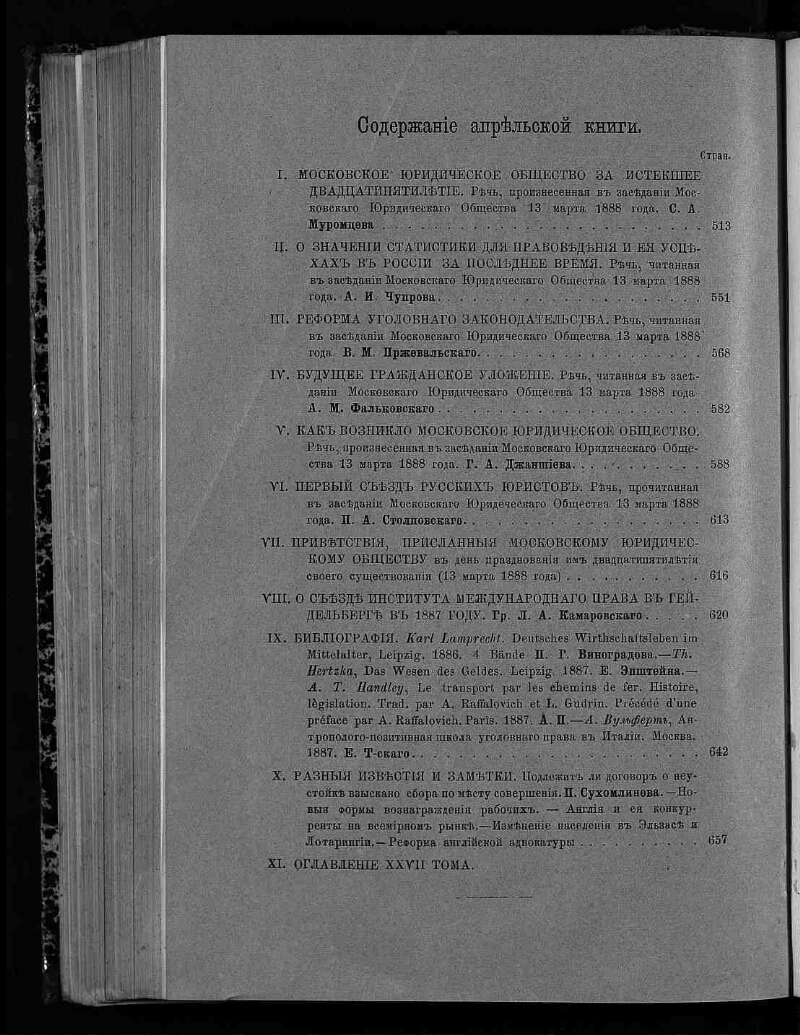 Содержаніе апрѣльской книги.
Стран.
I. МОСКОВСКОЕ ЮРИДИЧЕСКОЕ ОБЩЕСТВО ЗА ИСТЕКШЕЕ
ДВАДЦАТИПЯТИЛѢТІЕ. Рѣчь, произнесенная въ засѣданіи Мос-
ковскаго Юридическаго Общества 13 марта 1888 года. С. А.
Муромцева . . . . . . . . . . . . . . . . . . . . . . 513
II. О ЗНАЧЕНІИ СТАТИСТИКИ ДЛЯ ПРАВОВѢДѢНІЯ И ЕЯ УСПѢ-
ХАХЪ ВЪ РОССІИ ЗА ПОСЛѢДНЕЕ ВРЕМЯ. Рѣчь, читанная
въ засѣданіи Московскаго Юридическаго Общества 13 марта 1888
года. А. И. Чупрова. . . . . . . . . . . . . . . . . . 551
III. РЕФОРМА УГОЛОВНАГО ЗАКОНОДАТЕЛЬСТВА. Рѣчь, читанная
въ засѣданіи Московскаго Юридическаго Общества 13 марта 1888
года. В. М. Пржевальскаго. . . . . . . . . . . . . . . 568
IV. БУДУЩЕЕ ГРАЖДАНСКОЕ УЛОЖЕНІЕ. Рѣчь, читанная въ засѣ-
даніи Московскаго Юридическаго Общества 13 марта 1888 года
А. М. Фальковскаго . . . . . . . . . . . . . . . . . . 582
V. КАКЪ ВОЗНИКЛО МОСКОВСКОЕ ЮРИДИЧЕСКОЕ ОБЩЕСТВО.
Рѣчь, произнесенная въ засѣданіи Московскаго Юридическаго Обще-
ства 13 марта 1888 года. Г. А. Джаншіева. . . . . . . . . 588
VI. ПЕРВЫЙ СЪѢЗДЪ РУССКИХЪ ЮРИСТОВЪ. Рѣчь, прочитанная
въ засѣданіи Московскаго Юридическаго Общества 13 марта 1888
года. П. А. Столповскаго. . . . . . . . . . . . . . . . 613
VII. ПРИВѢТСТВІЯ, ПРИСЛАННЫЯ МОСКОВСКОМУ ЮРИДИЧЕС-
КОМУ ОБЩЕСТВУ въ день празднованія имъ двадцатипятилѣтія
своего существованія (13 марта 1888 года) . . . . . . . . . 616
VIII. О СЪѢЗДѢ ИНСТИТУТА МЕЖДУНАРОДНАГО ПРАВА ВЪ ГЕЙ-
ДЕЛЬБЕРГѢ ВЪ 1887 ГОДУ. Гр. Л. А. Камаровскаго . . . . . 620
IX. БИБЛІОГРАФІЯ. Karl Lamprecht. Deutsches Wirthschaftsleben im
Mittelalter, Leipzig. 1886. 4 Bände П. Г. Виноградова.—Th.
Hertzka, Das Wesen des Geldes. Leipzig. 1887. Е. Эпштейна.—
A. T. Handley, Le transport par les chemins de fer. Histoire,
législation. Trad. par A. Raffalovich et L. Guérin. Précédé d'une
préface par A. Raffalovich. Paris. 1887. А. П.—А. Вульфертъ, Ан-
трополого-позитивная школа уголовнаго права въ Италіи. Москва.
1887. Е. Т-скаго . . . . . . . . . . . . . . . . . . . 642
X. РАЗНЫЯ ИЗВѢСТІЯ И ЗАМѢТКИ. Подлежитъ ли договоръ о неу-
стойкѣ взысканію сбора по мѣсту совершенія. П. Сухомлинова. —Но-
выя формы вознагражденія рабочихъ. — Англія и ея конкур-
ренты на всемірномъ рынкѣ.—Измѣненіе населенія въ Эльзасѣ и
Лотарингіи.—Реформа англійской адвокатуры . . . . . . . . 657
XI. ОГЛАВЛЕНІЕ XXVII ТОМА.